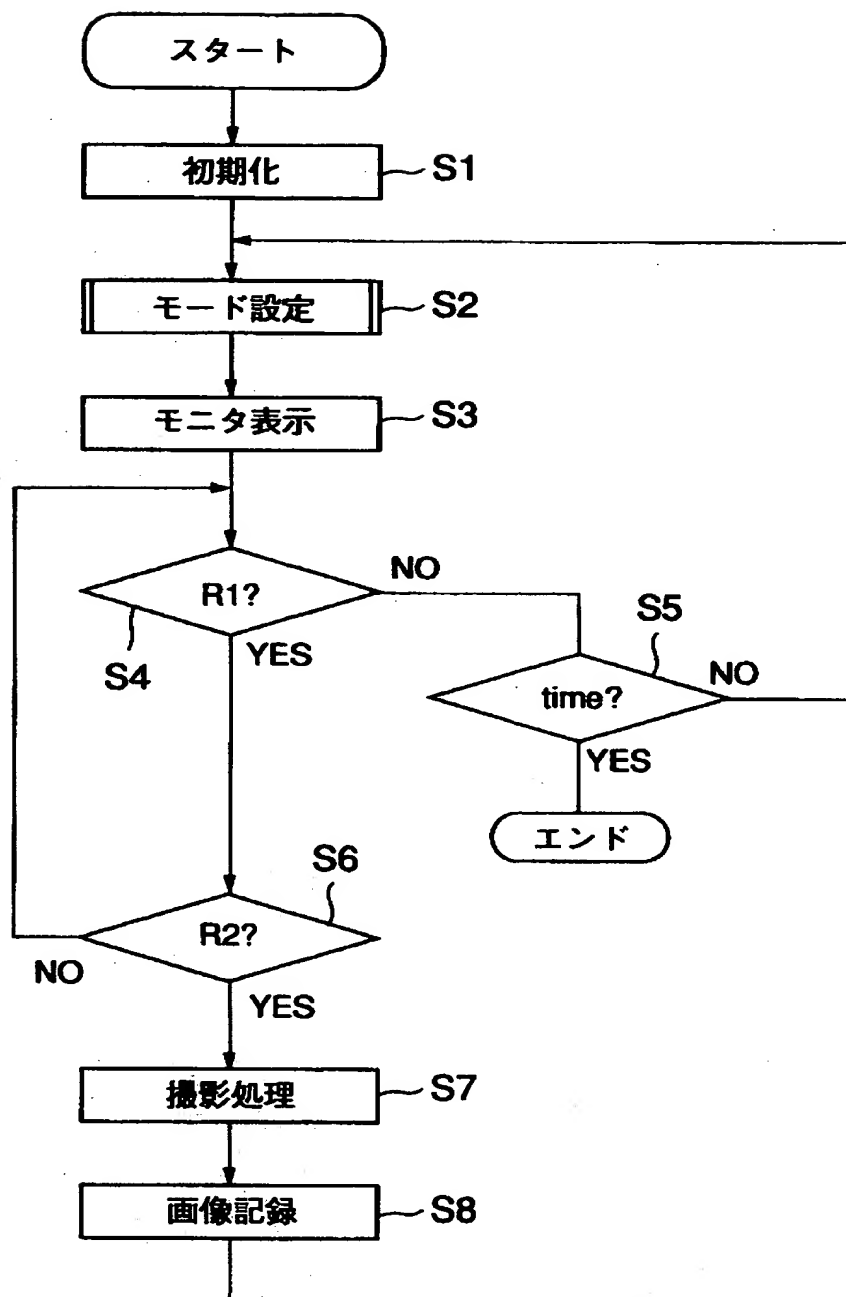 スタート
初期化
S1
モード設定
S2
モニタ表示
S3
R1?
NO
S4
YES
S5
time?
NO
YES
エンド
S6
R2?
NO
YES
撮影処理
S7
画像記録
S8